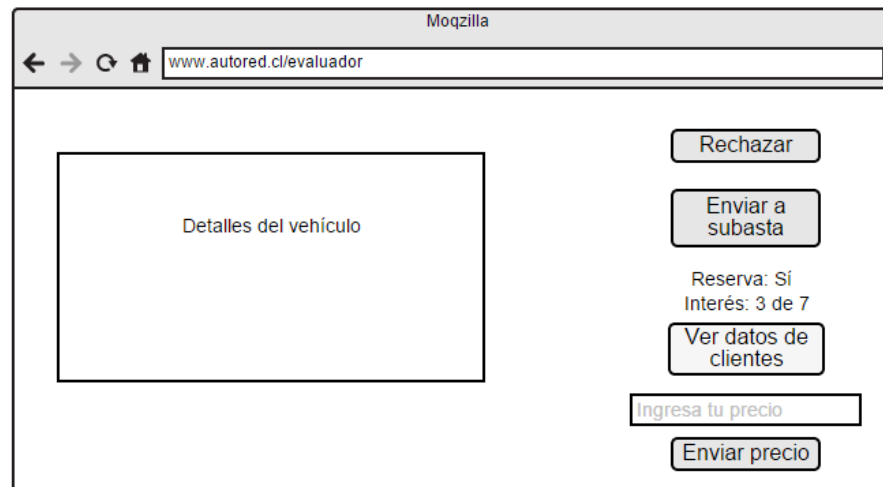 Moqzilla
www.autored.cl/evaluador
Rechazar
Detalles del vehículo
Enviar a
subasta
Reserva: Sí
Interés: 3 de 7
Ver datos de
clientes
Ingresa tu precio
Enviar precio